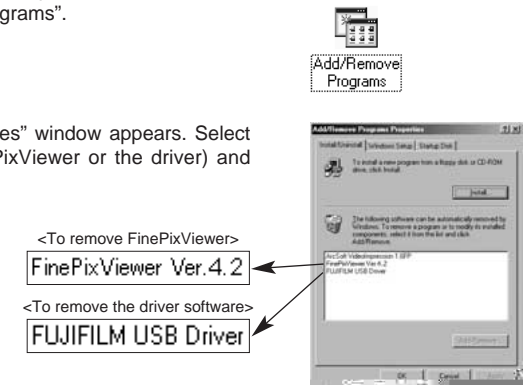 grams".
Add/Remove
Programs
es" window appears. Select
PixViewer or the driver) and
<To remove FinePixViewer>
FinePixViewer Ver.4.2
<To remove the driver software>
FUJIFILM USB Driver
Add/Remove Programs Properties
Install/Uninstall Windows Setup Startup Disk
To install a new program from a floppy disk or CD-ROM
drive, click Install.
Install...
The following software can be automatically removed by
Windows. To remove a program or to modify its installed
components, select it from the list and click
Add/Remove.
ArcSoft VideoImpression 1.6FP
FinePixViewer Ver.4.2
FUJIFILM USB Driver
Add/Remove...
OK Cancel Apply